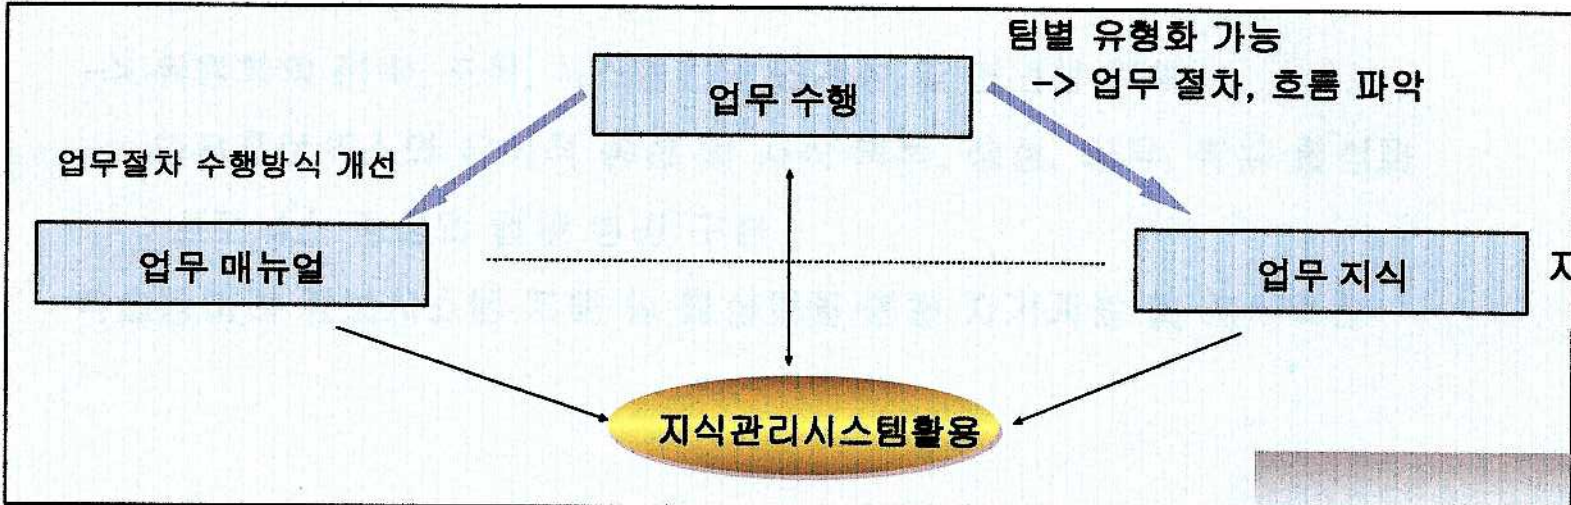 팀별 유형화 가능
-> 업무 절차, 흐름 파악
업무 수행
업무절차 수행방식 개선
업무 매뉴얼
업무 지식
지식관리시스템활용